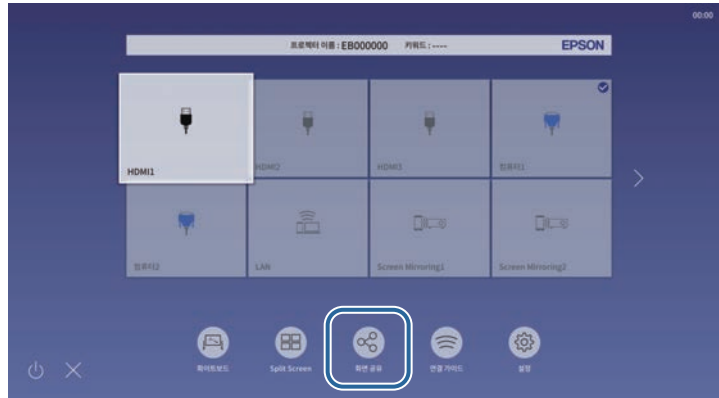 00:00
프로젝터 이름 : EB000000 키워드 : ---- EPSON
HDMI1 HDMI2 HDMI3 컴퓨터1
컴퓨터2 LAN Screen Mirroring1 Screen Mirroring2
화이트보드 Split Screen 화면 공유 연결 가이드 설정